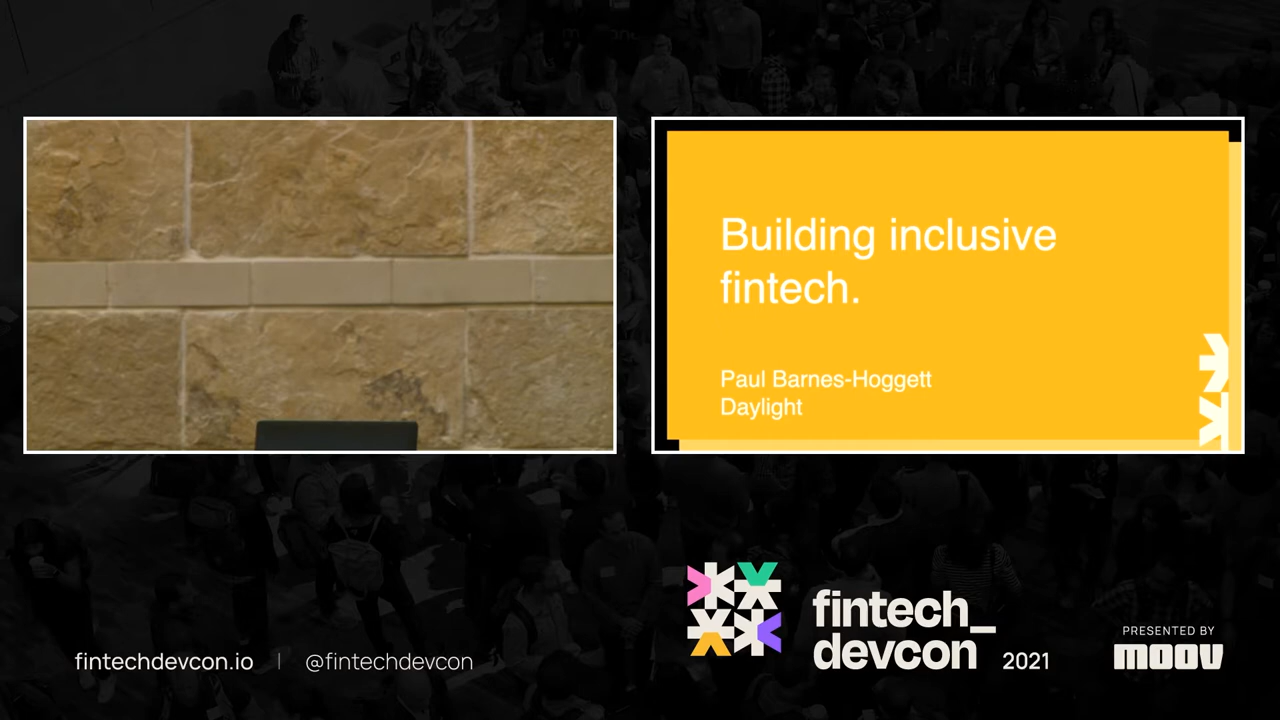 Building inclusive
fintech.
Paul Barnes-Hoggett
Daylight
fintechdevcon.io | @fintechdevcon
fintech_
devcon 2021
PRESENTED BY
moov